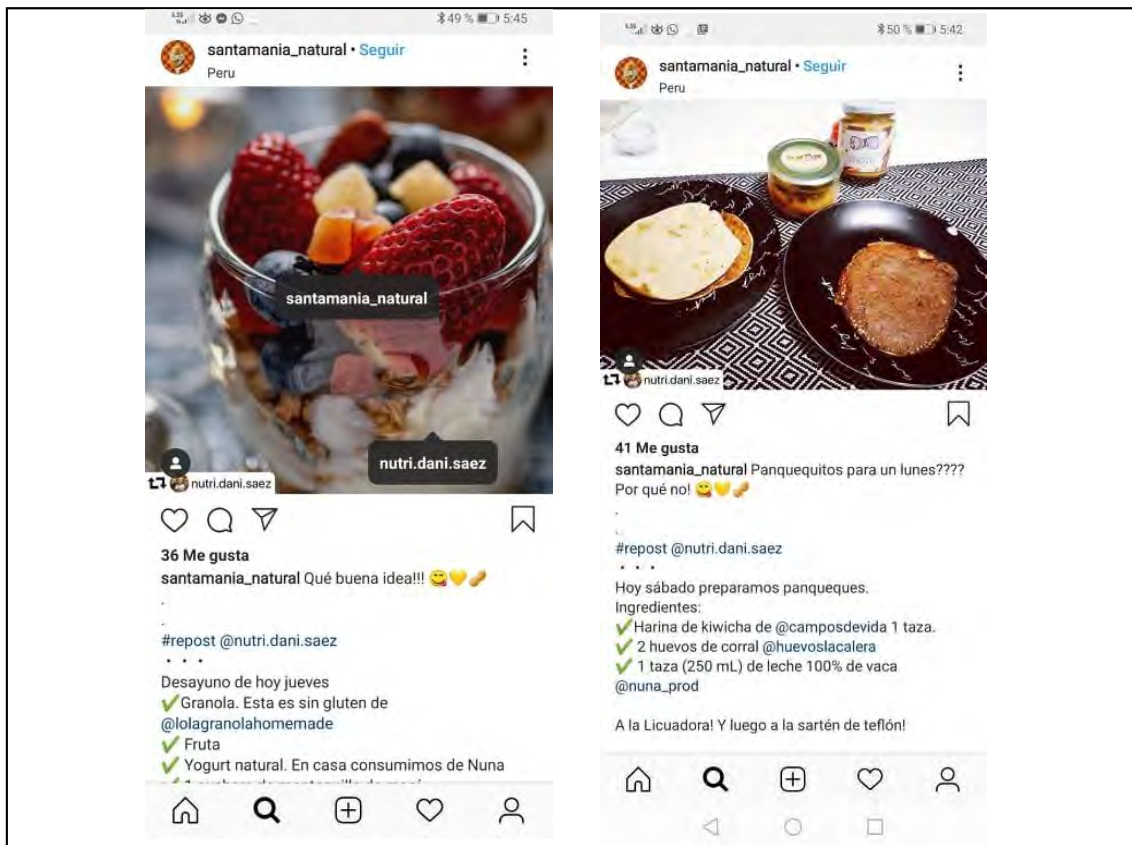 49 % 5:45
santamania_natural • Seguir
Peru
santamania_natural
nutri.dani.saez
nutri.dani.saez
36 Me gusta
santamania_natural Qué buena idea!!! 😋💛🥜
.
.
#repost @nutri.dani.saez
• • •
Desayuno de hoy jueves
✔Granola. Esta es sin gluten de
@lolagranolahomemade
✔ Fruta
✔ Yogurt natural. En casa consumimos de Nuna
50 % 5:42
santamania_natural • Seguir
Peru
nutri.dani.saez
41 Me gusta
santamania_natural Panquequitos para un lunes????
Por qué no! 😋💛🥜
.
.
#repost @nutri.dani.saez
• • •
Hoy sábado preparamos panqueques.
Ingredientes:
✔Harina de kiwicha de @camposdevida 1 taza.
✔ 2 huevos de corral @huevoslacalera
✔ 1 taza (250 mL) de leche 100% de vaca
@nuna_prod
A la Licuadora! Y luego a la sartén de teflón!